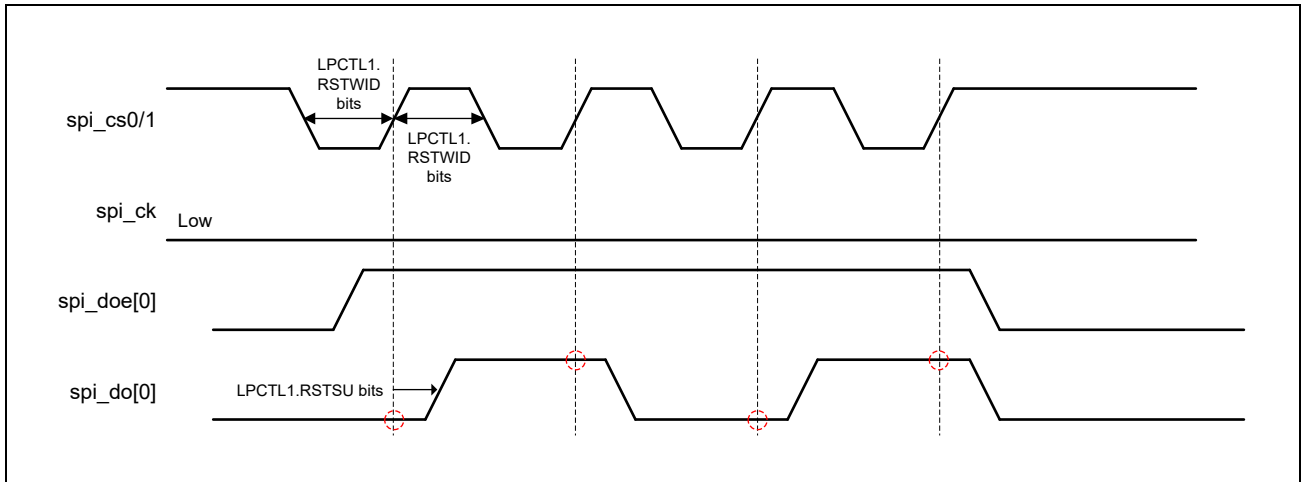 LPCTL1.
RSTWID
bits
spi_cs0/1
LPCTL1.
RSTWID
bits
spi_ck
Low
spi_doe[0]
spi_do[0]
LPCTL1.RSTSU bits